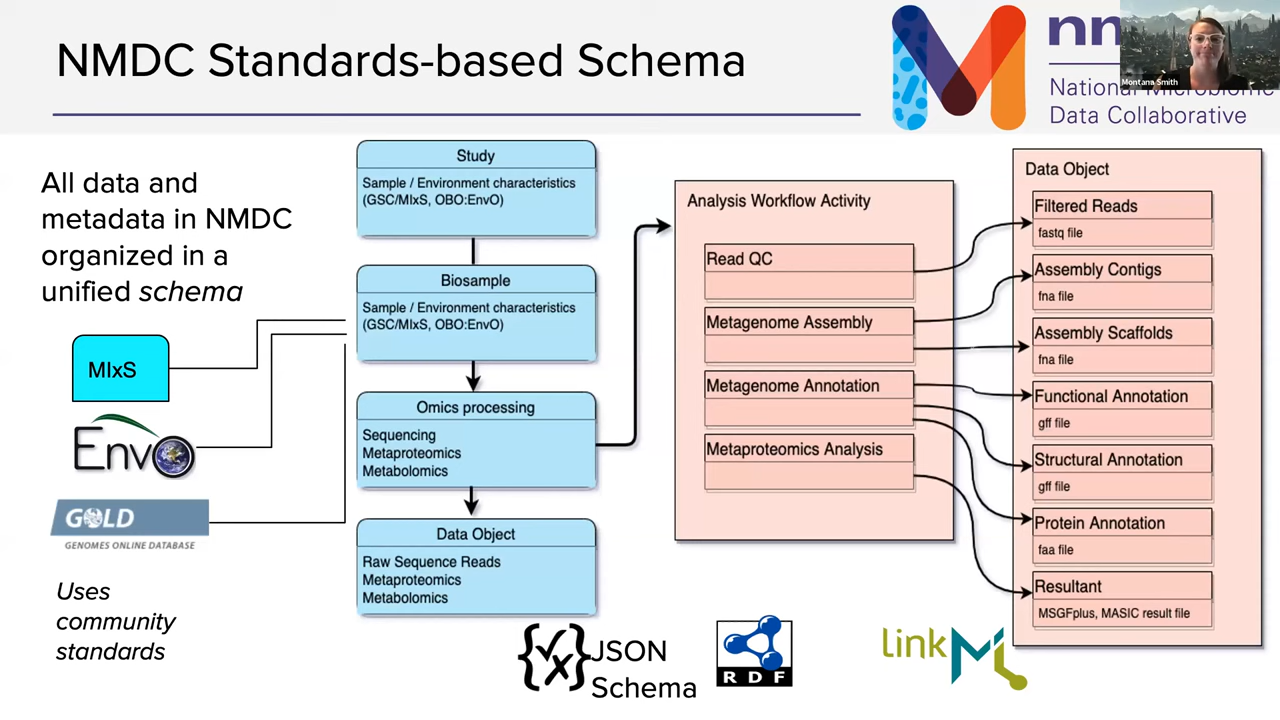 NMDC Standards-based Schema
nm
National Microbiome
Data Collaborative
Montana Smith
All data and
metadata in NMDC
organized in a
unified schema
MIxS
EnvO
GOLD
GENOMES ONLINE DATABASE
Uses
community
standards
Study
Sample / Environment characteristics
(GSC/MIxS, OBO:EnvO)
Biosample
Sample / Environment characteristics
(GSC/MIxS, OBO:EnvO)
Omics processing
Sequencing
Metaproteomics
Metabolomics
Data Object
Raw Sequence Reads
Metaproteomics
Metabolomics
Analysis Workflow Activity
Read QC
Metagenome Assembly
Metagenome Annotation
Metaproteomics Analysis
Data Object
Filtered Reads
fastq file
Assembly Contigs
fna file
Assembly Scaffolds
fna file
Functional Annotation
gff file
Structural Annotation
gff file
Protein Annotation
faa file
Resultant
MSGFplus, MASIC result file
JSON
Schema
RDF
linkML